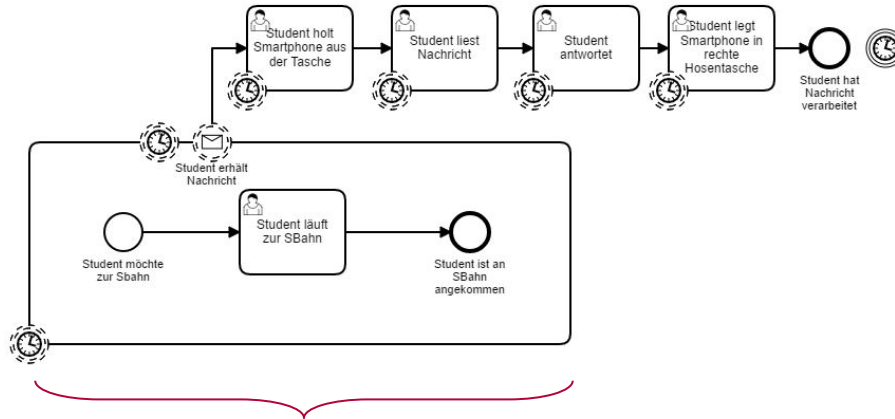 Student holt
Smartphone aus
der Tasche
Student liest
Nachricht
Student
antwortet
Student legt
Smartphone in
rechte
Hosentasche
Student hat
Nachricht
verarbeitet
Student erhält
Nachricht
Student läuft
zur SBahn
Student möchte
zur Sbahn
Student ist an
SBahn
angekommen